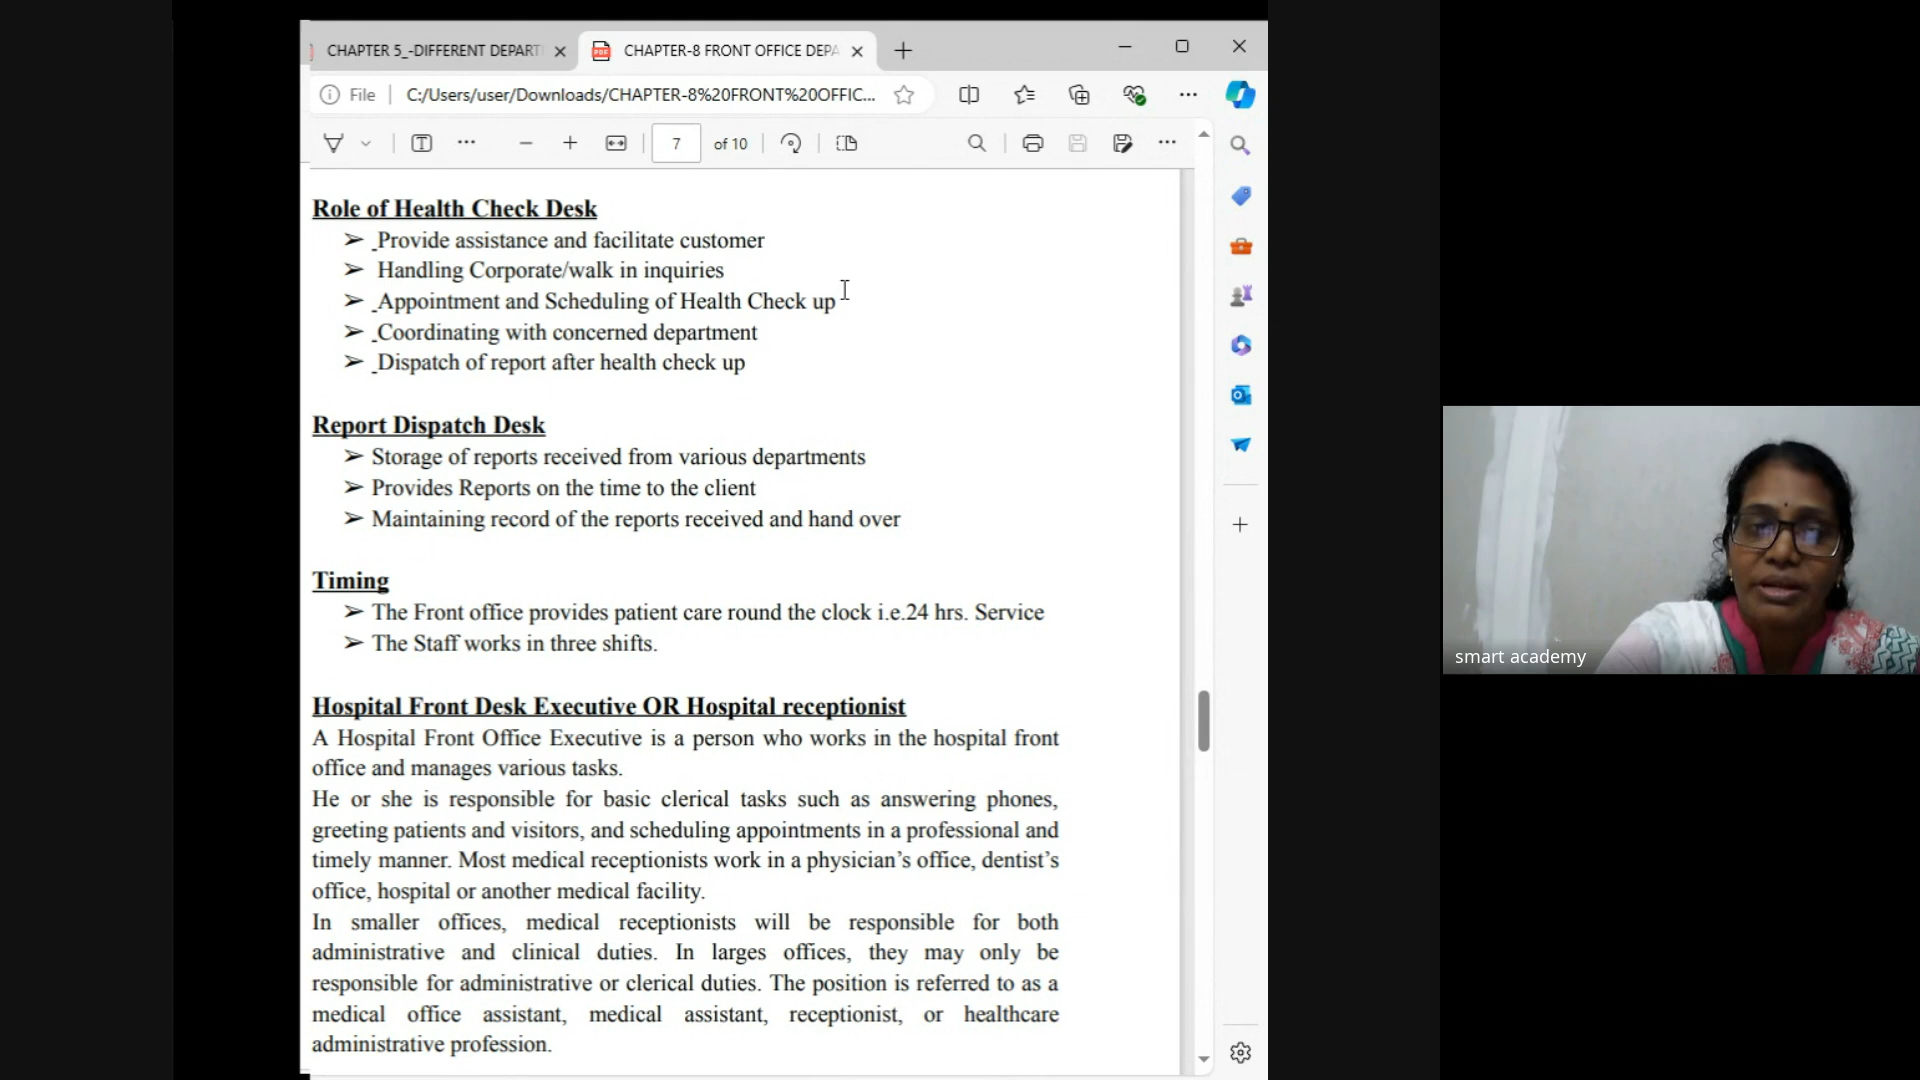 CHAPTER 5_-DIFFERENT DEPART
CHAPTER-8 FRONT OFFICE DEPA
File
C:/Users/user/Downloads/CHAPTER-8%20FRONT%20OFFIC...
7 of 10
Role of Health Check Desk
➢ Provide assistance and facilitate customer
➢ Handling Corporate/walk in inquiries
➢ Appointment and Scheduling of Health Check up
➢ Coordinating with concerned department
➢ Dispatch of report after health check up
Report Dispatch Desk
➢ Storage of reports received from various departments
➢ Provides Reports on the time to the client
➢ Maintaining record of the reports received and hand over
Timing
➢ The Front office provides patient care round the clock i.e.24 hrs. Service
➢ The Staff works in three shifts.
Hospital Front Desk Executive OR Hospital receptionist
A Hospital Front Office Executive is a person who works in the hospital front
office and manages various tasks.
He or she is responsible for basic clerical tasks such as answering phones,
greeting patients and visitors, and scheduling appointments in a professional and
timely manner. Most medical receptionists work in a physician’s office, dentist’s
office, hospital or another medical facility.
In smaller offices, medical receptionists will be responsible for both
administrative and clinical duties. In larges offices, they may only be
responsible for administrative or clerical duties. The position is referred to as a
medical office assistant, medical assistant, receptionist, or healthcare
administrative profession.
smart academy